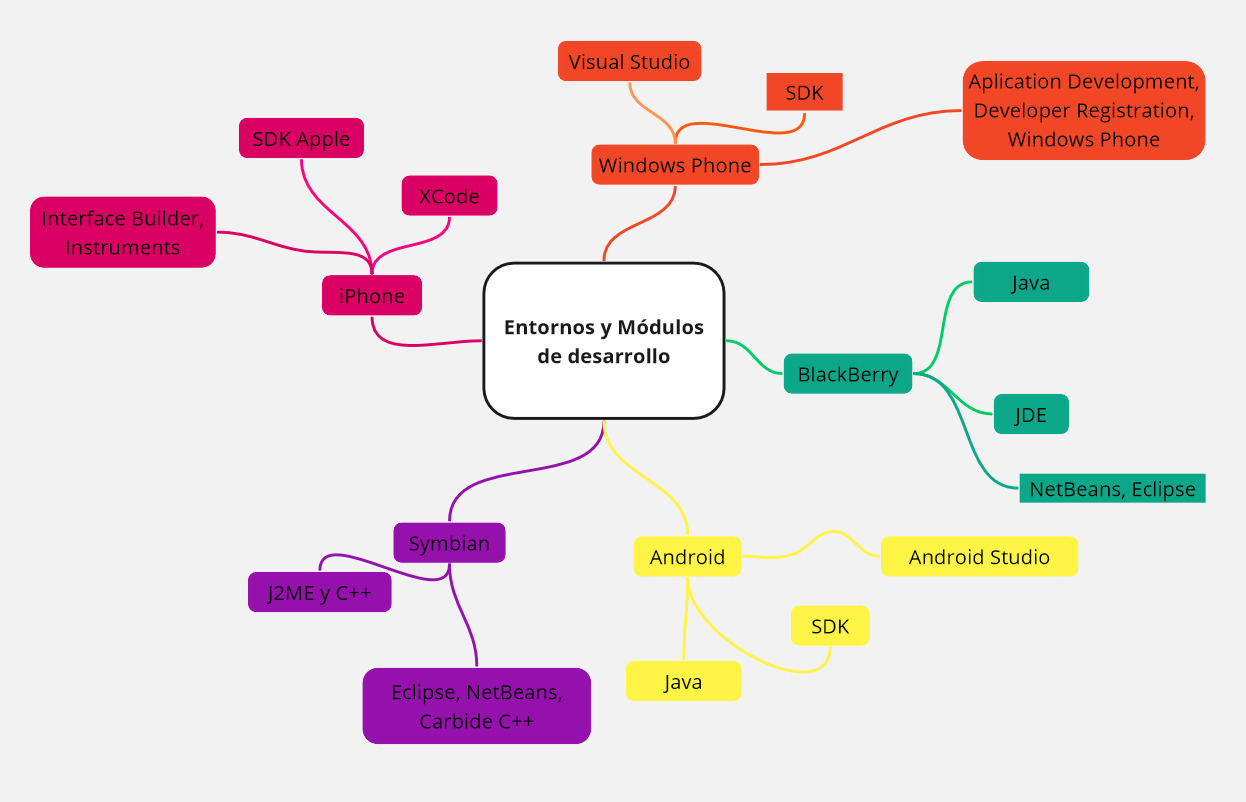 Visual Studio
SDK
Aplication Development,
Developer Registration,
Windows Phone
Windows Phone
SDK Apple
XCode
Interface Builder,
Instruments
iPhone
Entornos y Módulos
de desarrollo
Java
BlackBerry
JDE
NetBeans, Eclipse
Symbian
J2ME y C++
Eclipse, NetBeans,
Carbide C++
Android
Android Studio
SDK
Java